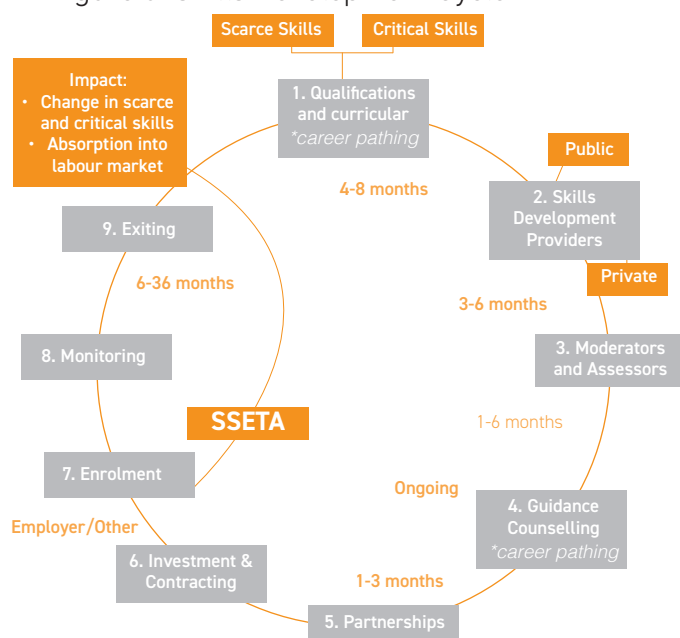 Scarce Skills
Critical Skills
Impact:
• Change in scarce
and critical skills
• Absorption into
labour market
1. Qualifications
and curricular
*career pathing
Public
4-8 months
2. Skills
Development
Providers
9. Exiting
Private
6-36 months
3-6 months
8. Monitoring
3. Moderators
and Assessors
SSETA
1-6 months
7. Enrolment
Ongoing
4. Guidance
Counselling
*career pathing
Employer/Other
6. Investment &
Contracting
1-3 months
5. Partnerships